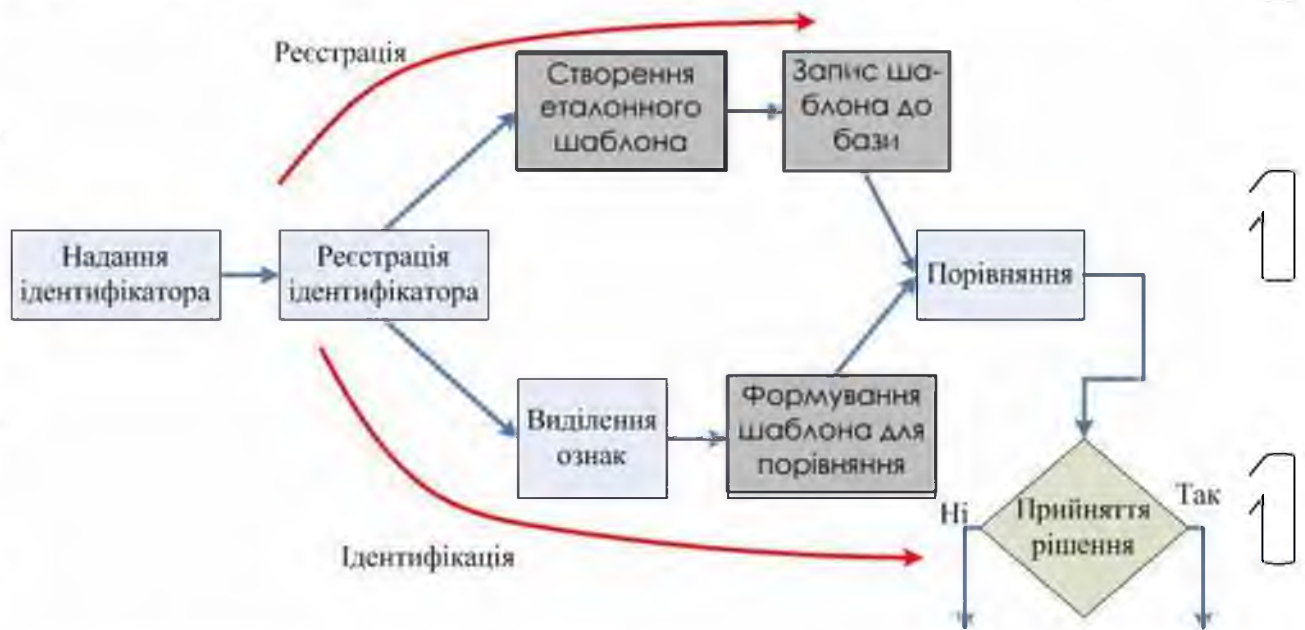 Реєстрація
Створення
еталонного
шаблона
Запис ша-
блона до
бази
Надання
ідентифікатора
Реєстрація
ідентифікатора
Порівняння
Виділення
ознак
Формування
шаблона для
порівняння
Ні
Прийняття
рішення
Так
Ідентифікація